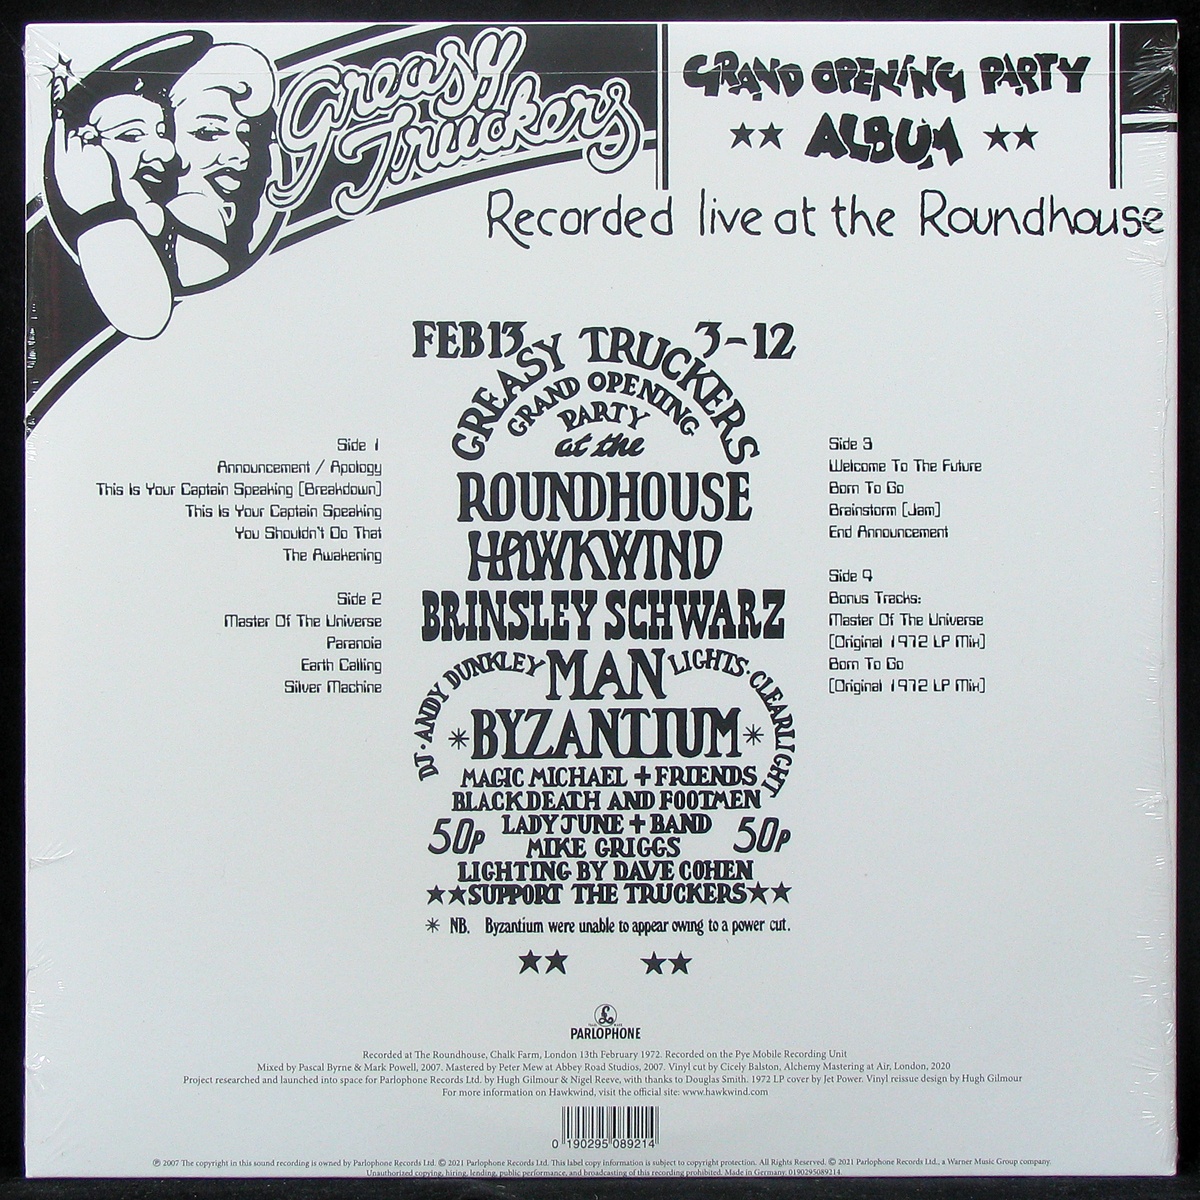 Greasy
Truckers
GRAND OPENING PARTY
★★ ALBUM ★★
Recorded live at the Roundhouse
FEB 13 3-12
GREASY TRUCKERS
GRAND OPENING
PARTY
at the
ROUNDHOUSE
HAWKWIND
BRINSLEY SCHWARZ
DJ·ANDY DUNKLEY MAN LIGHTS·CLEARLIGHT
*BYZANTIUM*
MAGIC MICHAEL + FRIENDS
BLACKDEATH AND FOOTMEN
50p LADY JUNE + BAND 50p
MIKE GRIGGS
LIGHTING BY DAVE COHEN
★★SUPPORT THE TRUCKERS★★
* NB. Byzantium were unable to appear owing to a power cut.
★★ ★★
Side 1
Announcement / Apology
This Is Your Captain Speaking [Breakdown]
This Is Your Captain Speaking
You Shouldn't Do That
The Awakening
Side 2
Master Of The Universe
Paranoia
Earth Calling
Silver Machine
Side 3
Welcome To The Future
Born To Go
Brainstorm [Jam]
End Announcement
Side 4
Bonus Tracks:
Master Of The Universe
[Original 1972 LP Mix]
Born To Go
[Original 1972 LP Mix]
£
PARLOPHONE
Recorded at The Roundhouse, Chalk Farm, London 13th February 1972. Recorded on the Pye Mobile Recording Unit
Mixed by Pascal Byrne & Mark Powell, 2007. Mastered by Peter Mew at Abbey Road Studios, 2007. Vinyl cut by Cicely Balston, Alchemy Mastering at Air, London, 2020
Project researched and launched into space for Parlophone Records Ltd. by Hugh Gilmour & Nigel Reeve, with thanks to Douglas Smith. 1972 LP cover by Jet Power. Vinyl reissue design by Hugh Gilmour
For more information on Hawkwind, visit the official site: www.hawkwind.com
0 190295 089214
℗ 2007 The copyright in this sound recording is owned by Parlophone Records Ltd. © 2021 Parlophone Records Ltd. This label copy information is subject to copyright protection. All Rights Reserved. © 2021 Parlophone Records Ltd., a Warner Music Group company.
Unauthorized copying, hiring, lending, public performance, and broadcasting of this recording prohibited. Made in Germany. 0190295089214